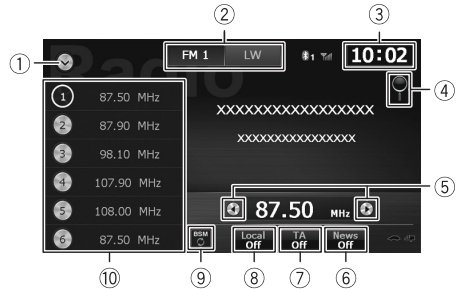 ②
③
①
FM 1 LW
1
10:02
Radio
④
1 87.50 MHz
XXXXXXXXXXXXXXXX
2 87.90 MHz
XXXXXXXXXXXXXXXX
3 98.10 MHz
4 107.90 MHz
⑤
5 108.00 MHz
87.50 MHz
6 87.50 MHz
BSM
Local Off
TA Off
News Off
⑩
⑨
⑧
⑦
⑥